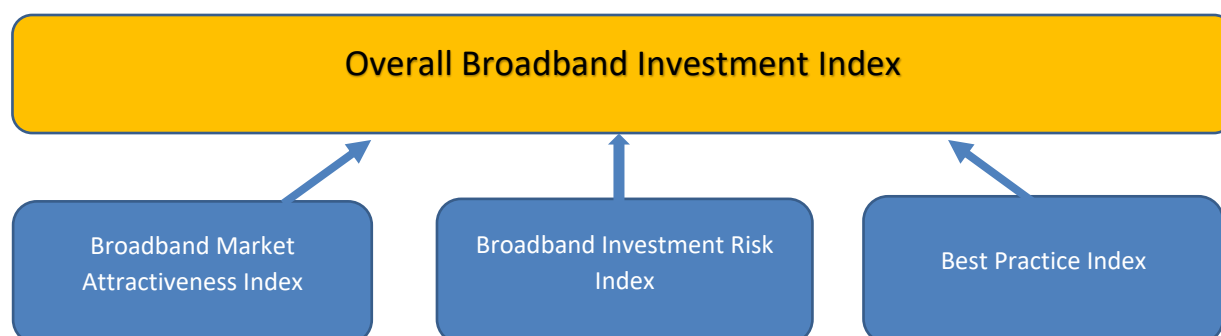 Overall Broadband Investment Index
Broadband Market
Attractiveness Index
Broadband Investment Risk
Index
Best Practice Index